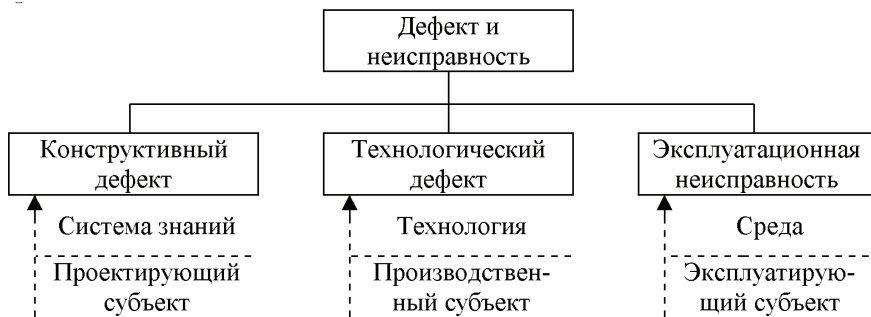 Дефект и
неисправность
Конструктивный
дефект
Технологический
дефект
Эксплуатационная
неисправность
Система знаний
Технология
Среда
Проектирующий
субъект
Производствен-
ный субъект
Эксплуатирую-
щий субъект